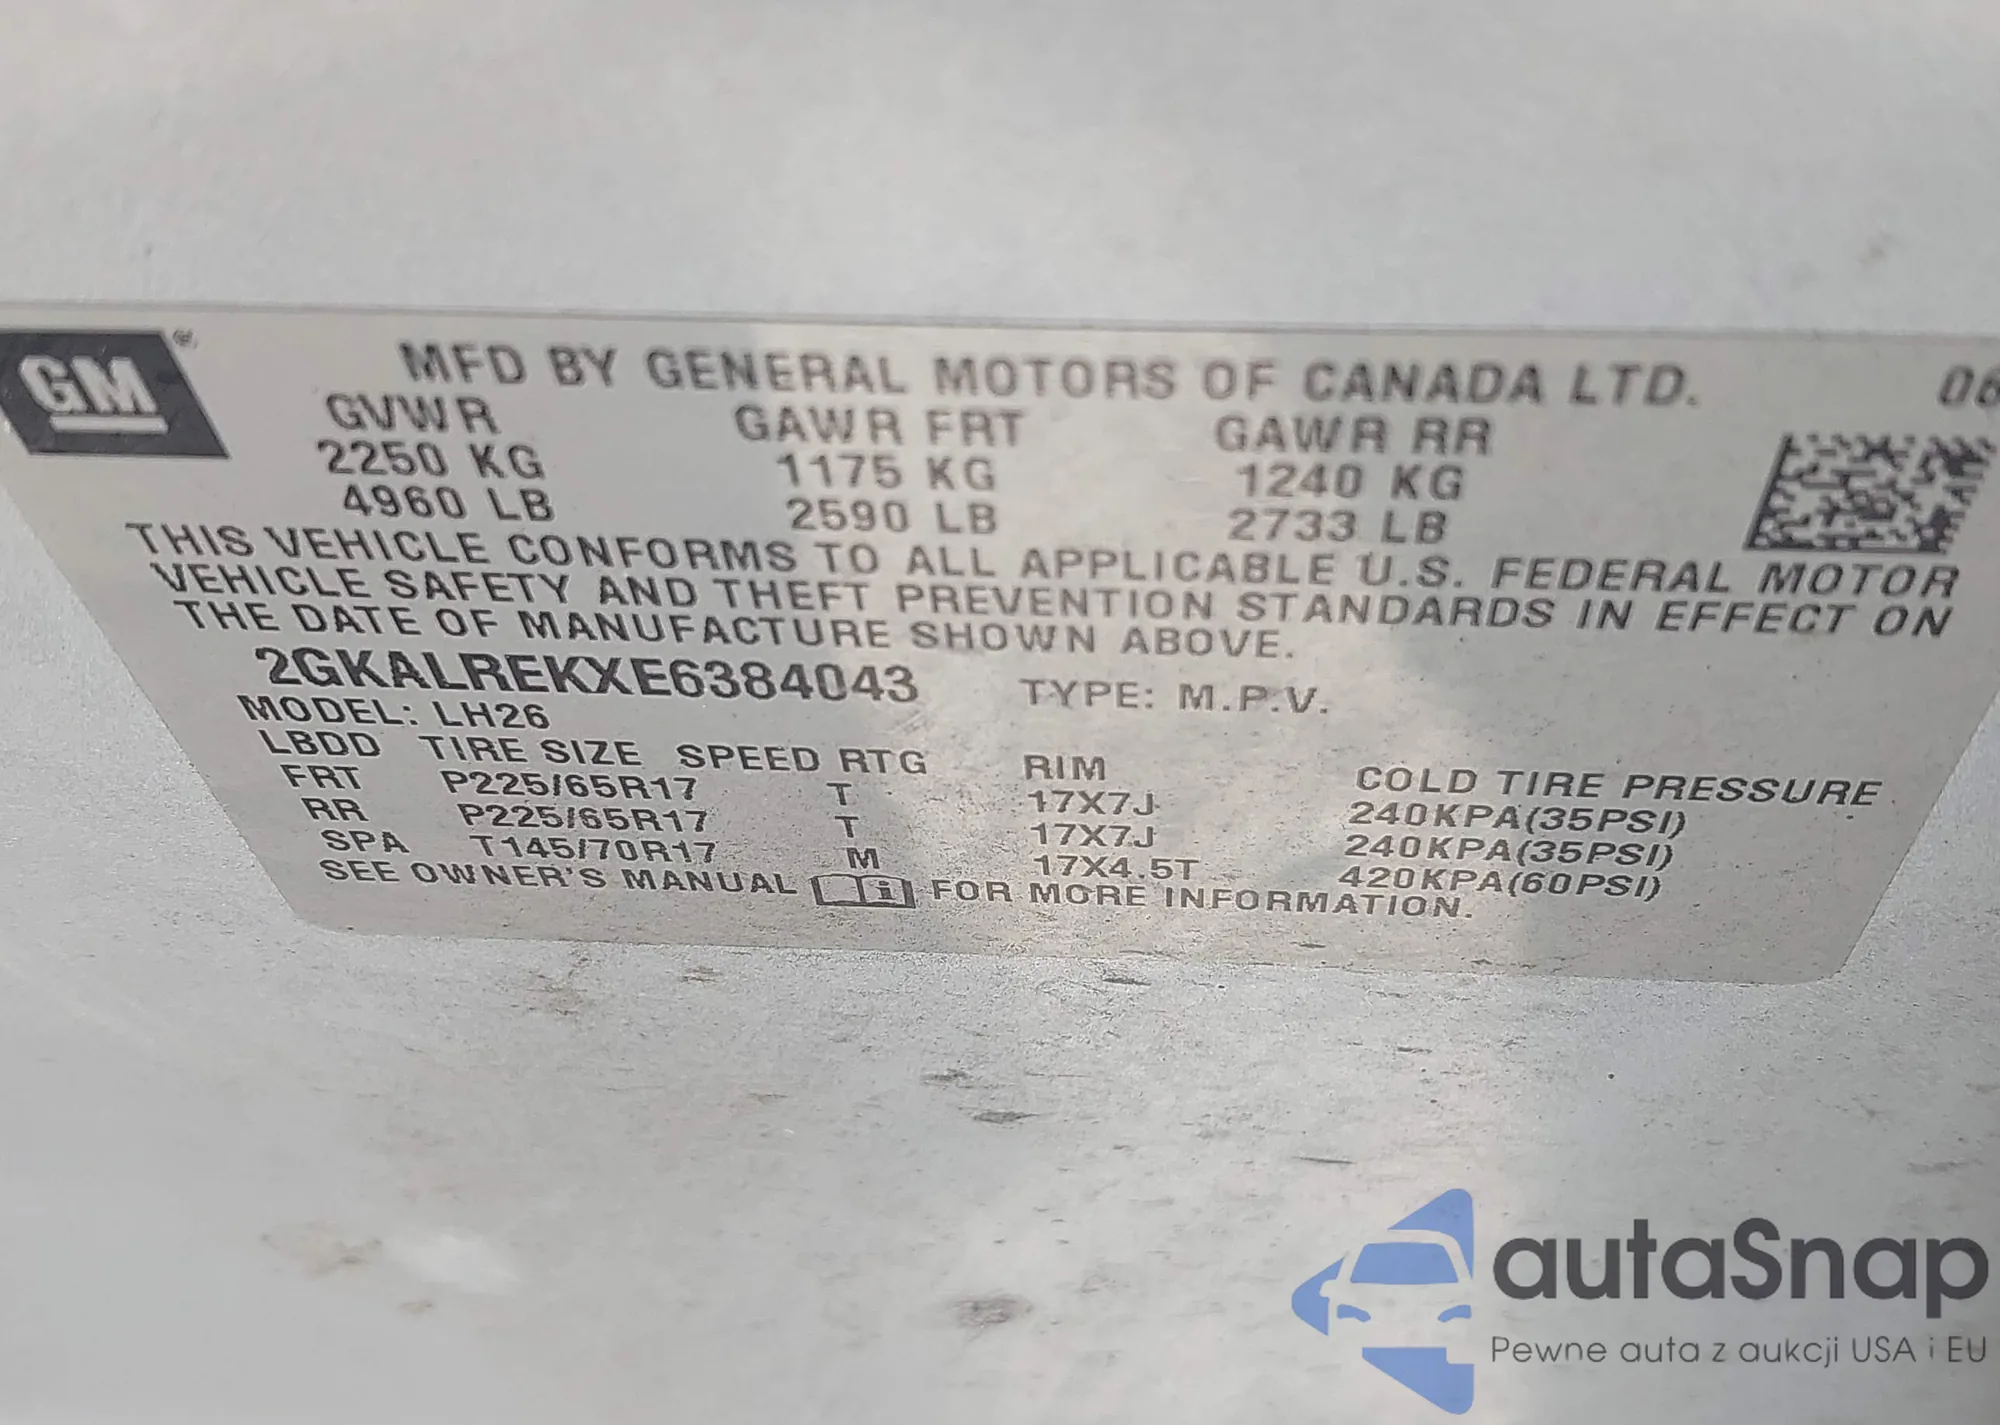 GM
MFD BY GENERAL MOTORS OF CANADA LTD. 06
GVWR GAWR FRT GAWR RR
2250 KG 1175 KG 1240 KG
4960 LB 2590 LB 2733 LB
THIS VEHICLE CONFORMS TO ALL APPLICABLE U.S. FEDERAL MOTOR
VEHICLE SAFETY AND THEFT PREVENTION STANDARDS IN EFFECT ON
THE DATE OF MANUFACTURE SHOWN ABOVE.
2GKALREKXE6384043 TYPE: M.P.V.
MODEL: LH26
LBDD TIRE SIZE SPEED RTG RIM COLD TIRE PRESSURE
FRT P225/65R17 T 17X7J 240KPA(35PSI)
RR P225/65R17 T 17X7J 240KPA(35PSI)
SPA T145/70R17 M 17X4.5T 420KPA(60PSI)
SEE OWNER'S MANUAL i FOR MORE INFORMATION.
autaSnap
Pewne auta z aukcji USA i EU